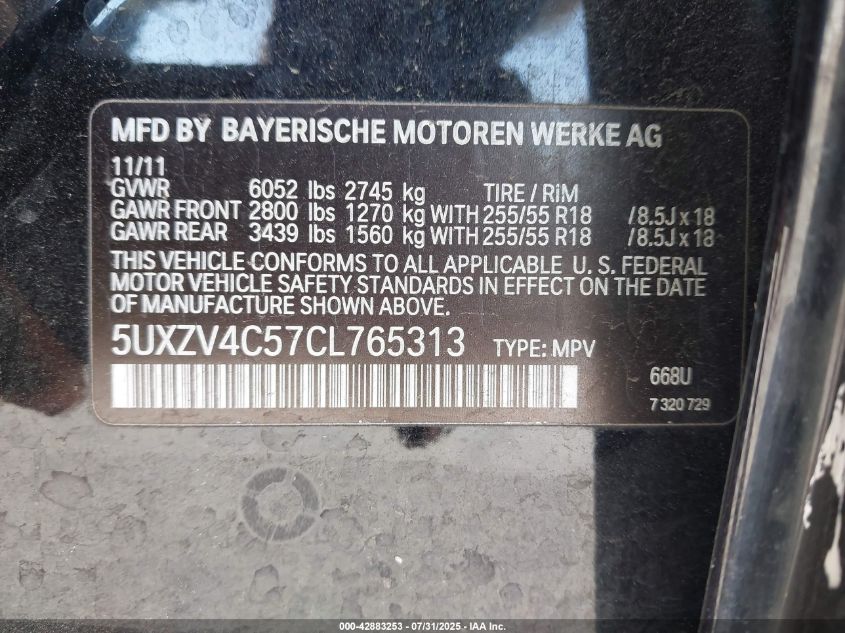 MFD BY BAYERISCHE MOTOREN WERKE AG
11/11
GVWR 6052 lbs 2745 kg TIRE / RIM
GAWR FRONT 2800 lbs 1270 kg WITH 255/55 R18 /8.5J x 18
GAWR REAR 3439 lbs 1560 kg WITH 255/55 R18 /8.5J x 18
THIS VEHICLE CONFORMS TO ALL APPLICABLE U. S. FEDERAL
MOTOR VEHICLE SAFETY STANDARDS IN EFFECT ON THE DATE
OF MANUFACTURE SHOWN ABOVE.
5UXZV4C57CL765313 TYPE: MPV
668U
7 320 729
000-42883253 - 07/31/2025 - IAA Inc.